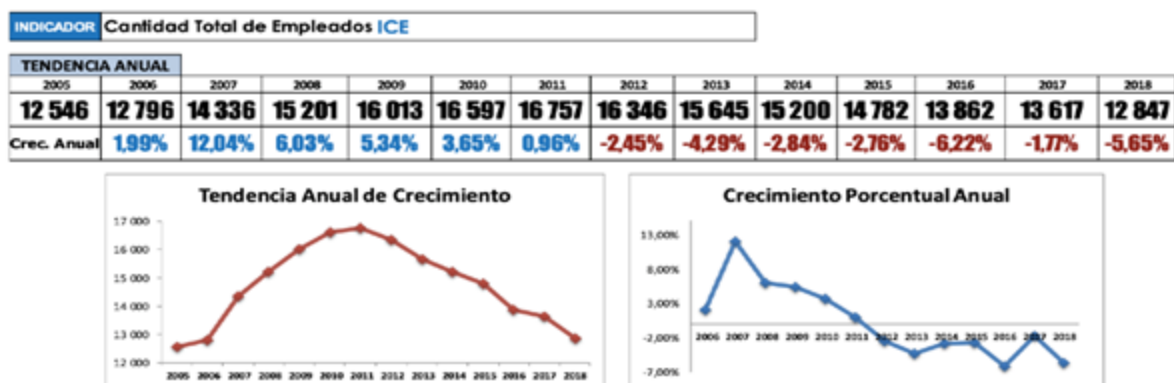 INDICADOR Cantidad Total de Empleados ICE
TENDENCIA ANUAL
2005 2006 2007 2008 2009 2010 2011 2012 2013 2014 2015 2016 2017 2018
12 546 12 796 14 336 15 201 16 013 16 597 16 757 16 346 15 645 15 200 14 782 13 862 13 617 12 847
Crec. Anual 1,99% 12,04% 6,03% 5,34% 3,65% 0,96% -2,45% -4,29% -2,84% -2,76% -6,22% -1,77% -5,65%
Tendencia Anual de Crecimiento
17 000
16 000
15 000
14 000
13 000
12 000
2005 2006 2007 2008 2009 2010 2011 2012 2013 2014 2015 2016 2017 2018
Crecimiento Porcentual Anual
13,00%
8,00%
3,00%
-2,00%
-7,00%
2006 2007 2008 2009 2010 2011 2012 2013 2014 2015 2016 2017 2018